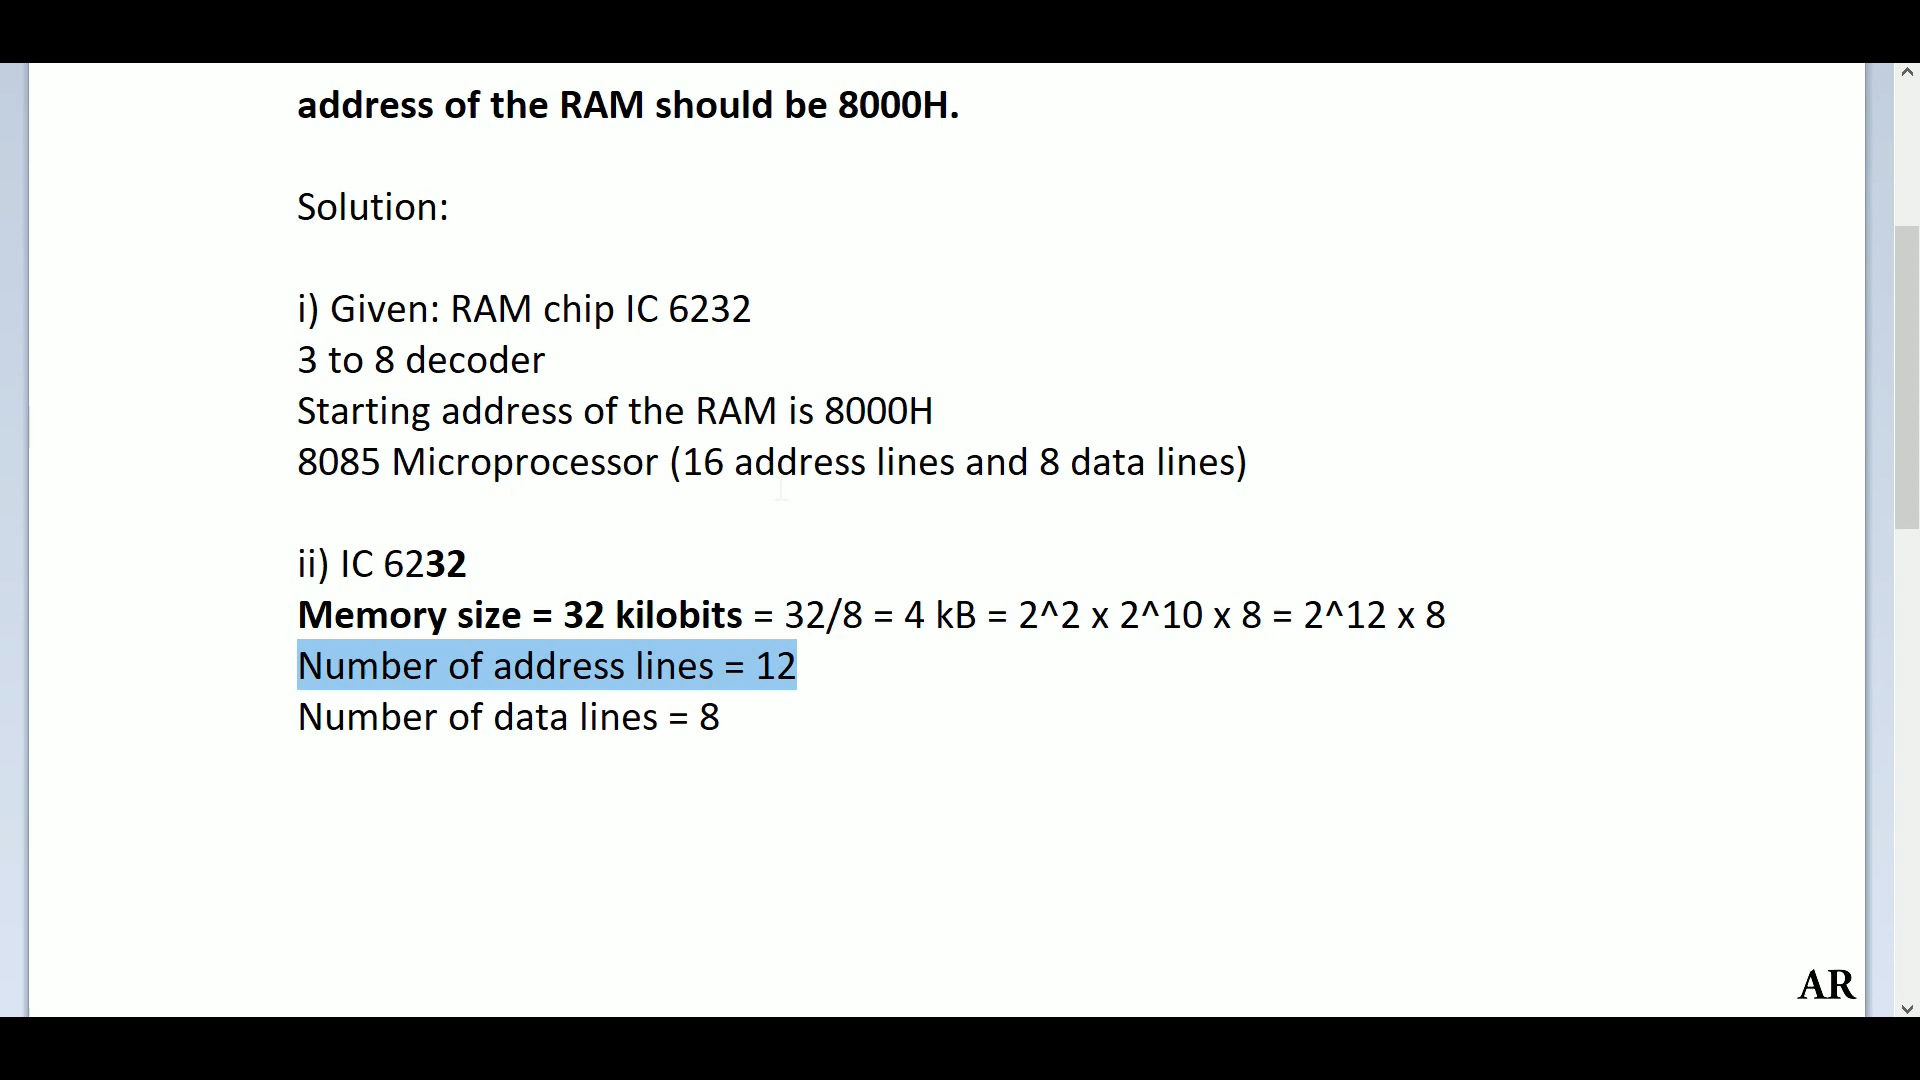 address of the RAM should be 8000H.
Solution:
i) Given: RAM chip IC 6232
3 to 8 decoder
Starting address of the RAM is 8000H
8085 Microprocessor (16 address lines and 8 data lines)
ii) IC 6232
Memory size = 32 kilobits = 32/8 = 4 kB = 2^2 x 2^10 x 8 = 2^12 x 8
Number of address lines = 12
Number of data lines = 8
AR